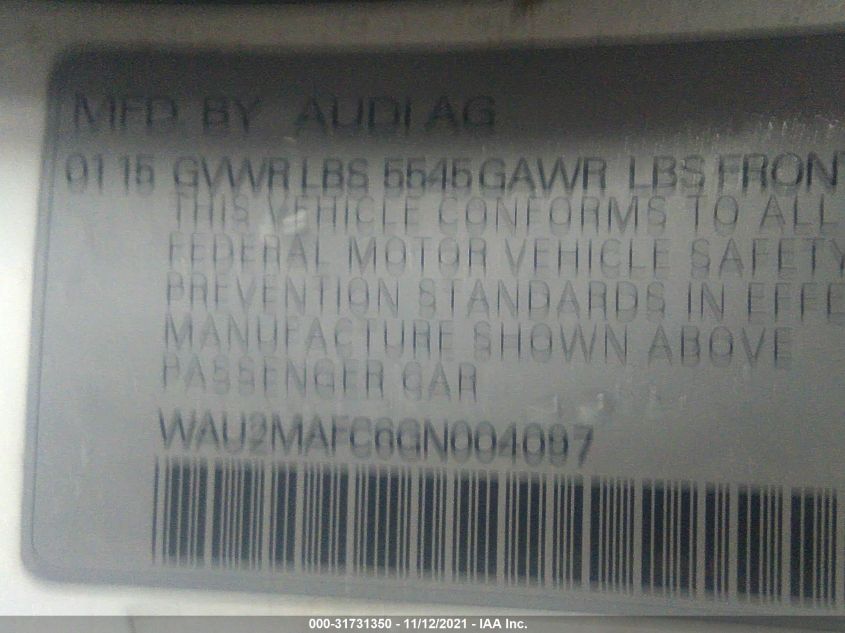 MFD. BY AUDI AG
01 15 GVWR LBS 5545 GAWR LBS FRONT
THIS VEHICLE CONFORMS TO ALL
FEDERAL MOTOR VEHICLE SAFETY
PREVENTION STANDARDS IN EFFE
MANUFACTURE SHOWN ABOVE
PASSENGER CAR
WAU2MAFC6GN004097
000-31731350 - 11/12/2021 - IAA Inc.